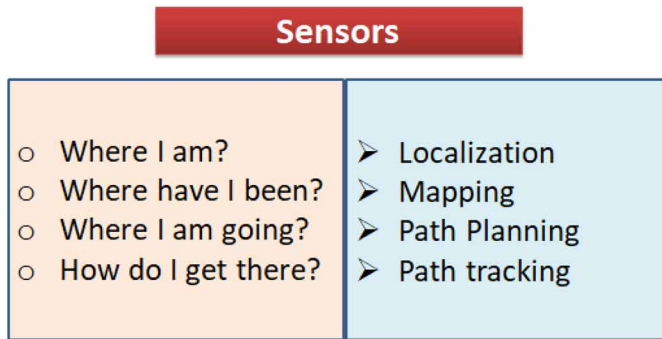 Sensors
o Where I am?
o Where have I been?
o Where I am going?
o How do I get there?
➢ Localization
➢ Mapping
➢ Path Planning
➢ Path tracking